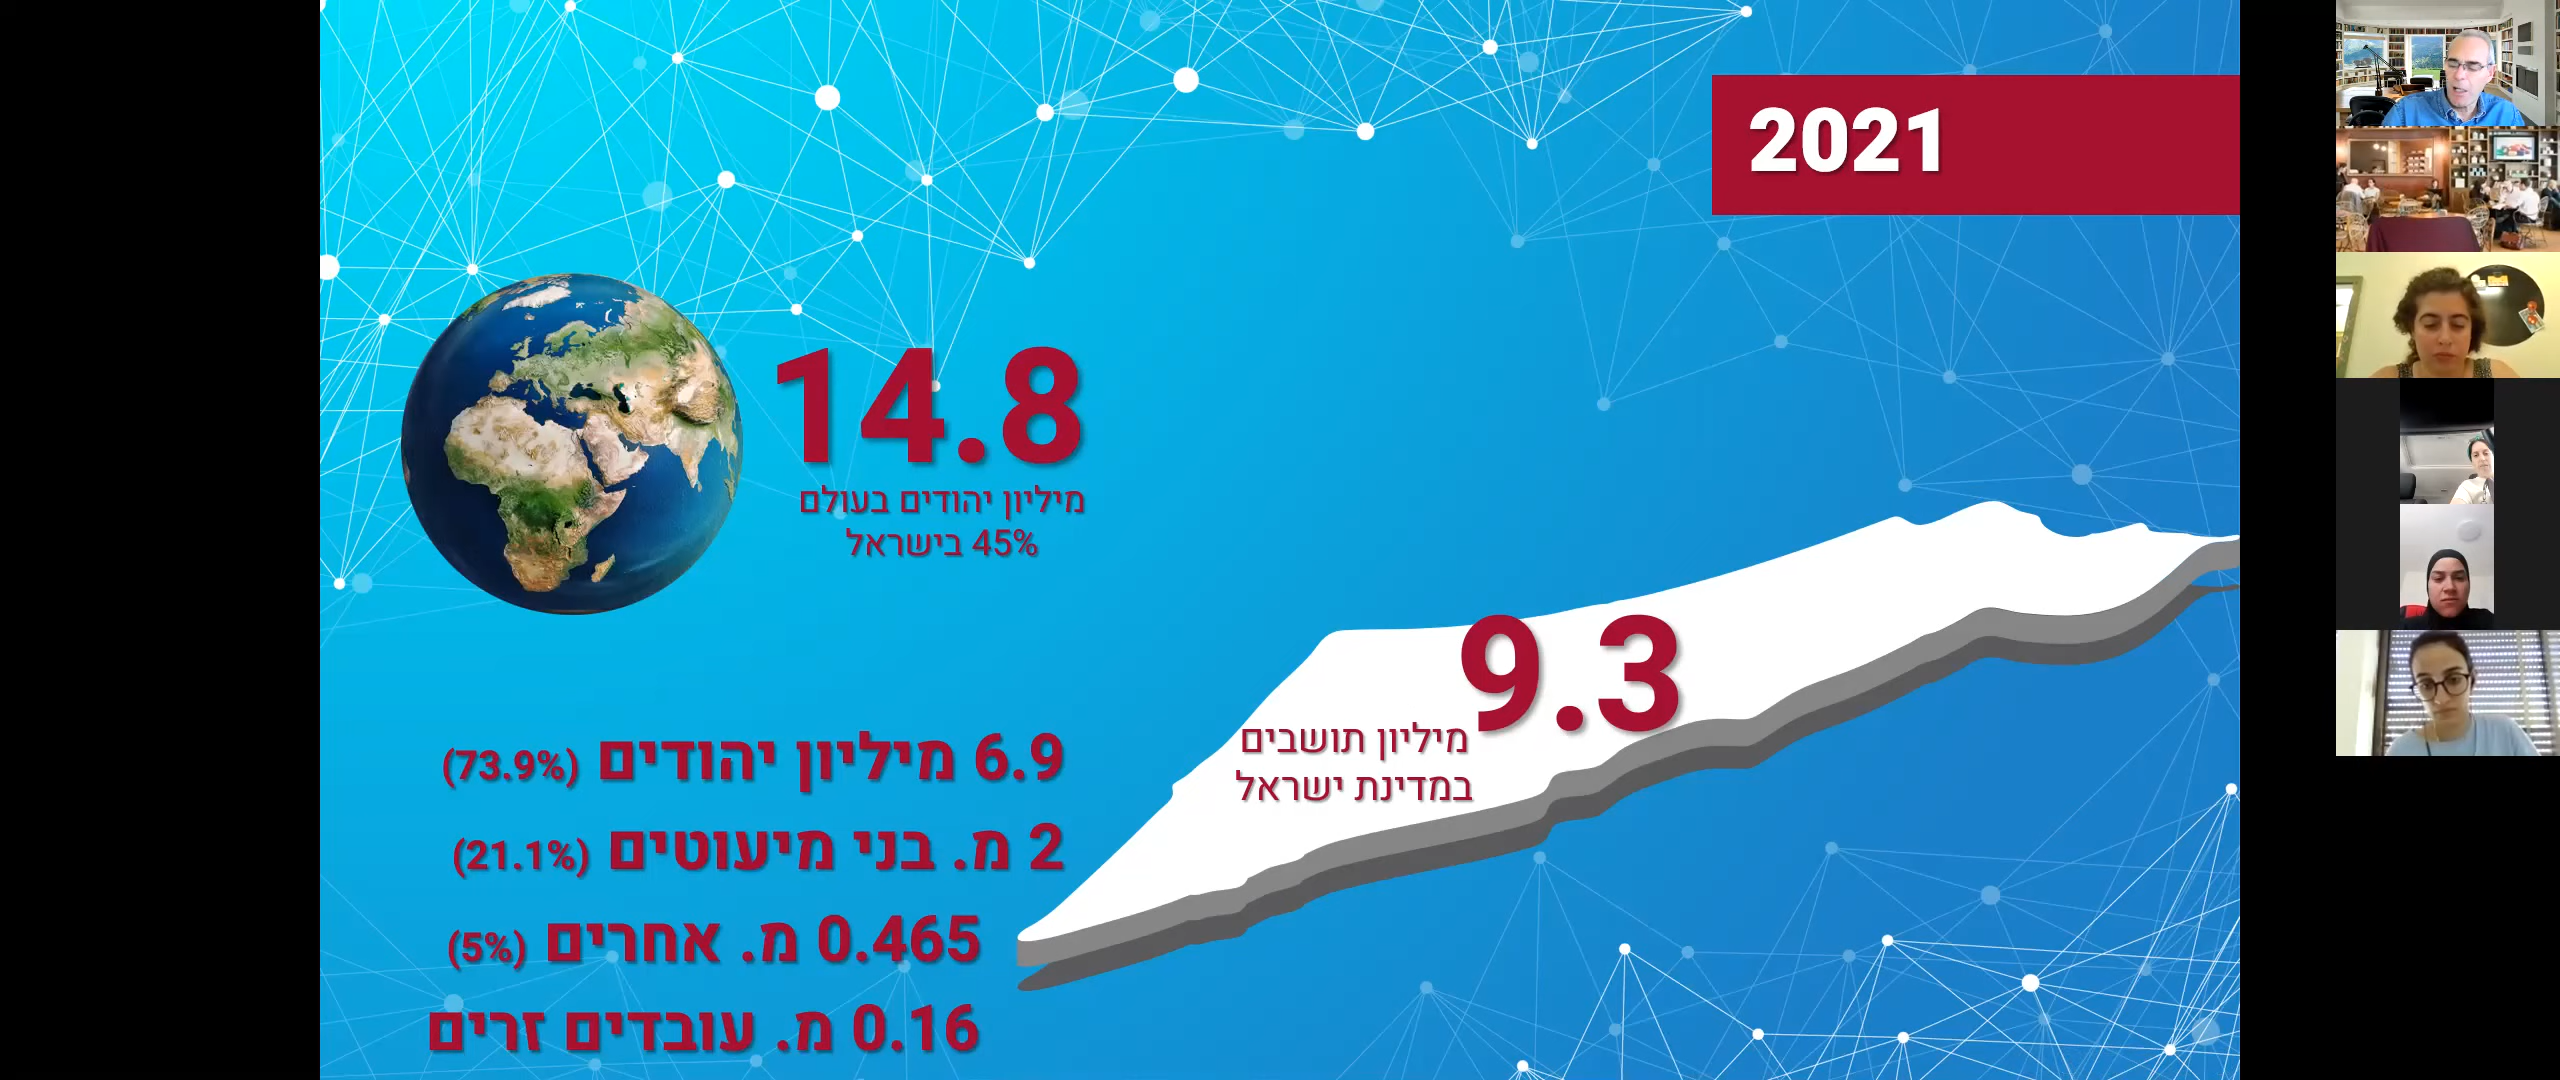 2021
14.8
מיליון יהודים בעולם
45% בישראל
9.3
מיליון תושבים
במדינת ישראל
6.9 מיליון יהודים (73.9%)
2 מ. בני מיעוטים (21.1%)
0.465 מ. אחרים (5%)
0.16 מ. עובדים זרים